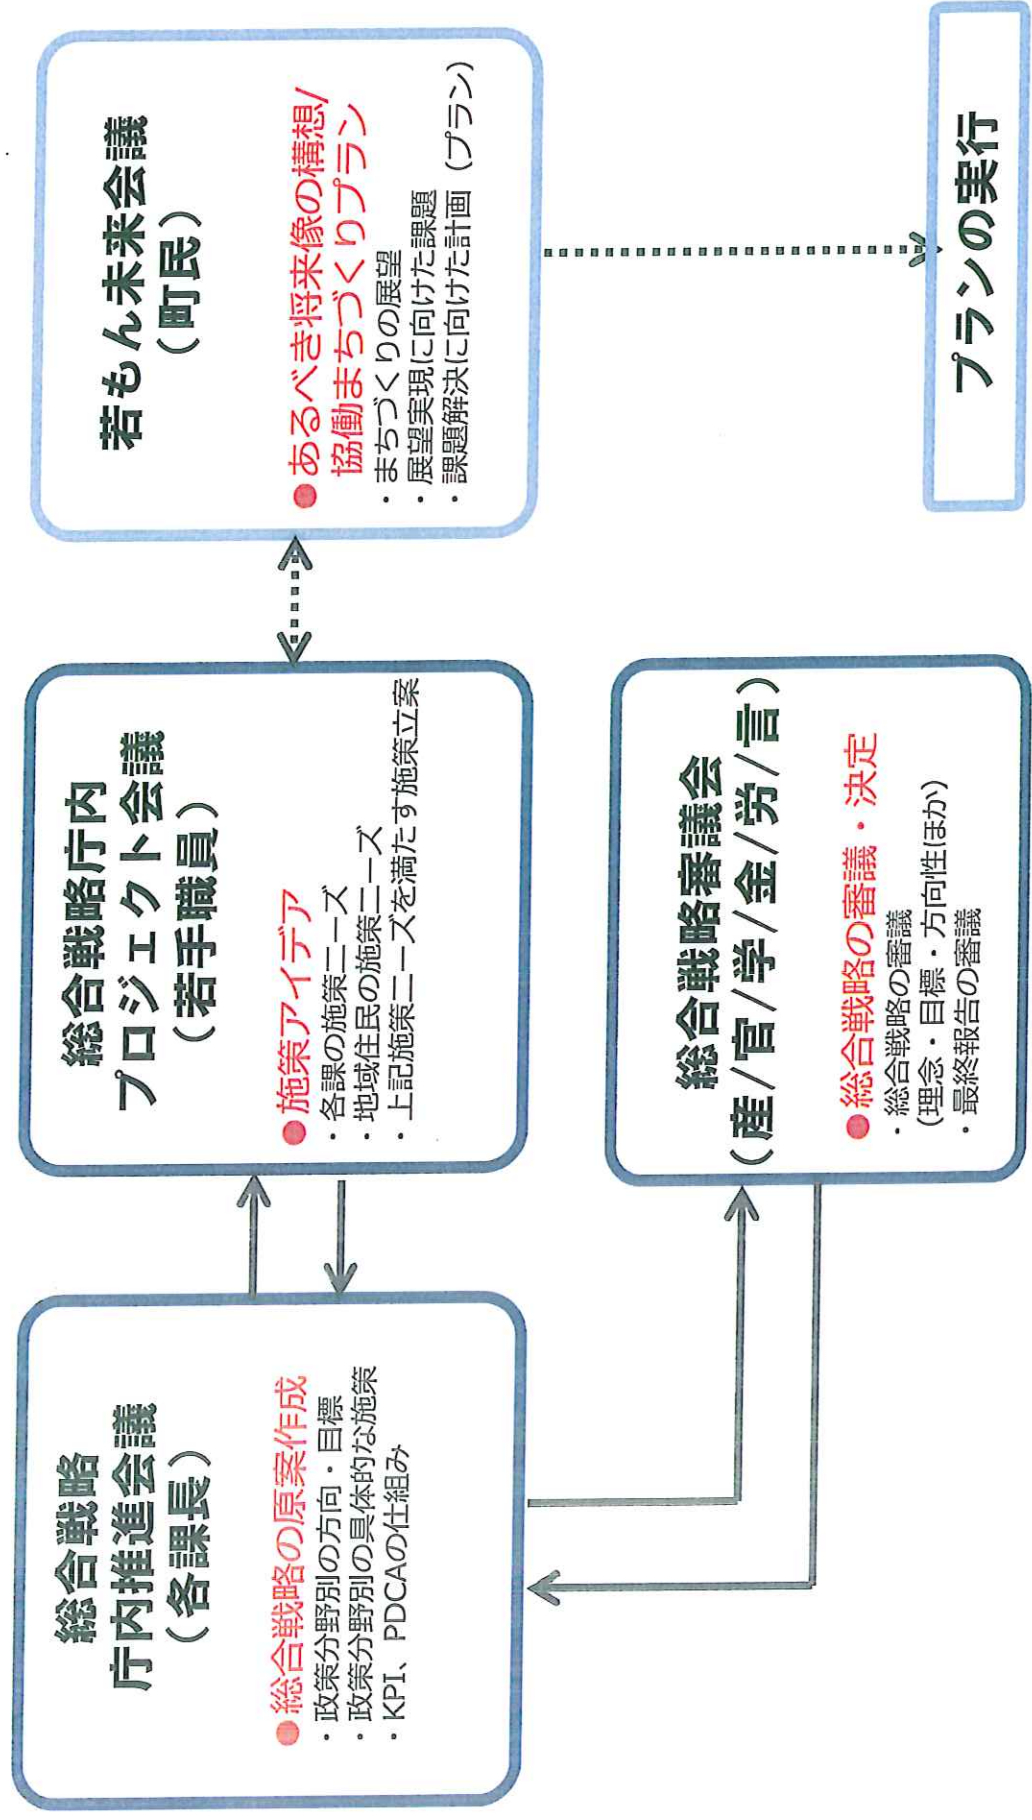 総合戦略
庁内推進会議
（各課長）
●総合戦略の原案作成
・政策分野別の方向・目標
・政策分野別の具体的な施策
・KPI、PDCAの仕組み
総合戦略庁内
プロジェクト会議
（若手職員）
●施策アイデア
・各課の施策ニーズ
・地域住民の施策ニーズ
・上記施策ニーズを満たす施策立案
若もん未来会議
（町民）
●あるべき将来像の構想/
協働まちづくりプラン
・まちづくりの展望
・展望実現に向けた課題
・課題解決に向けた計画（プラン）
総合戦略審議会
（産/官/学/金/労/言）
●総合戦略の審議・決定
・総合戦略の審議
(理念・目標・方向性ほか)
・最終報告の審議
プランの実行